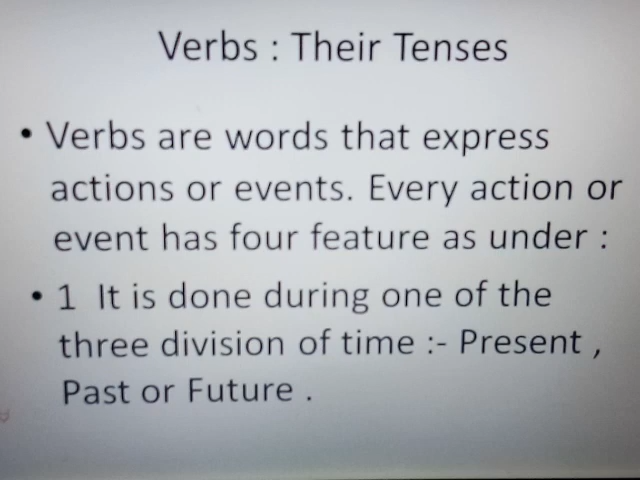 Verbs : Their Tenses
• Verbs are words that express
actions or events. Every action or
event has four feature as under :
• 1 It is done during one of the
three division of time :- Present ,
Past or Future .